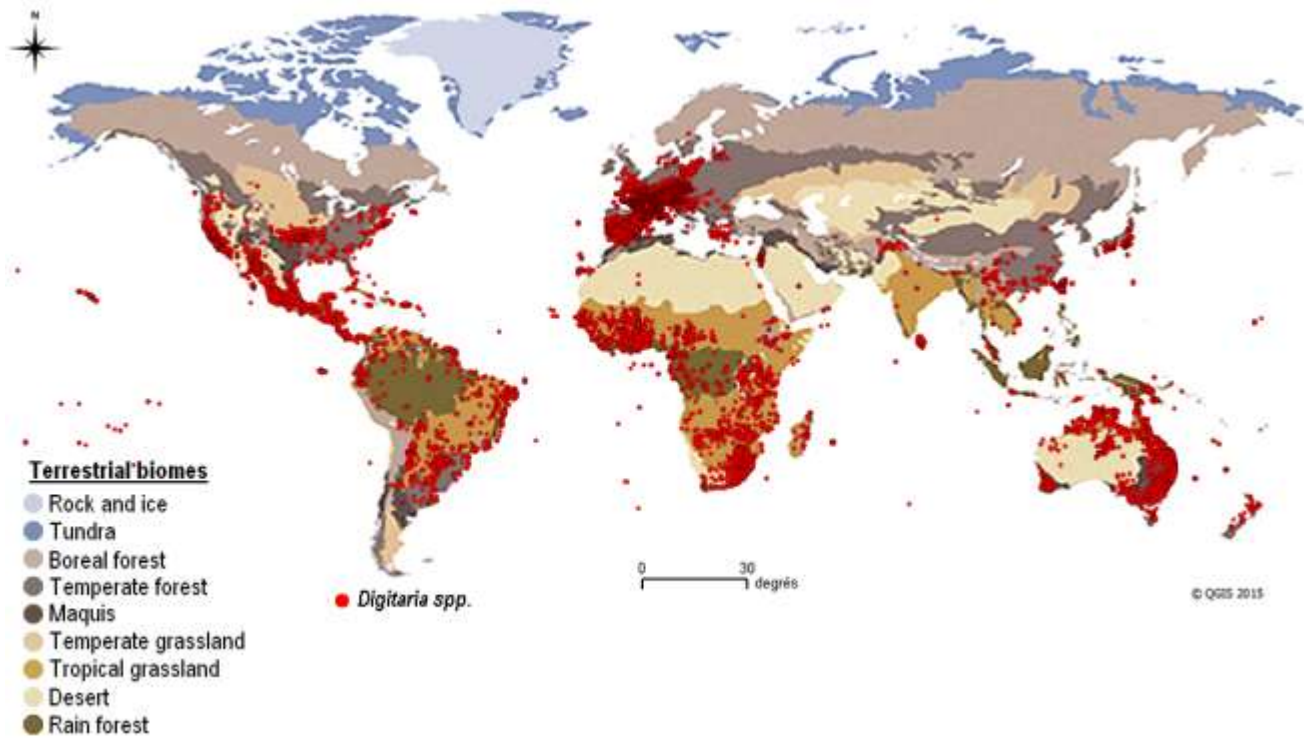 N
Terrestrial biomes
Rock and ice
Tundra
Boreal forest
Temperate forest
Maquis
Temperate grassland
Tropical grassland
Desert
Rain forest
Digitaria spp.
0 30
degrés
© QGIS 2015